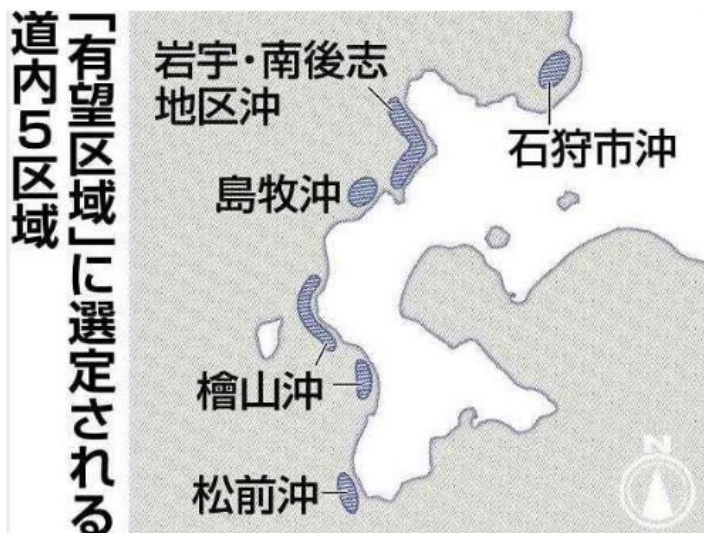 「有望区域」に選定される
道内5区域
岩宇・南後志
地区沖
石狩市沖
島牧沖
檜山沖
松前沖
N